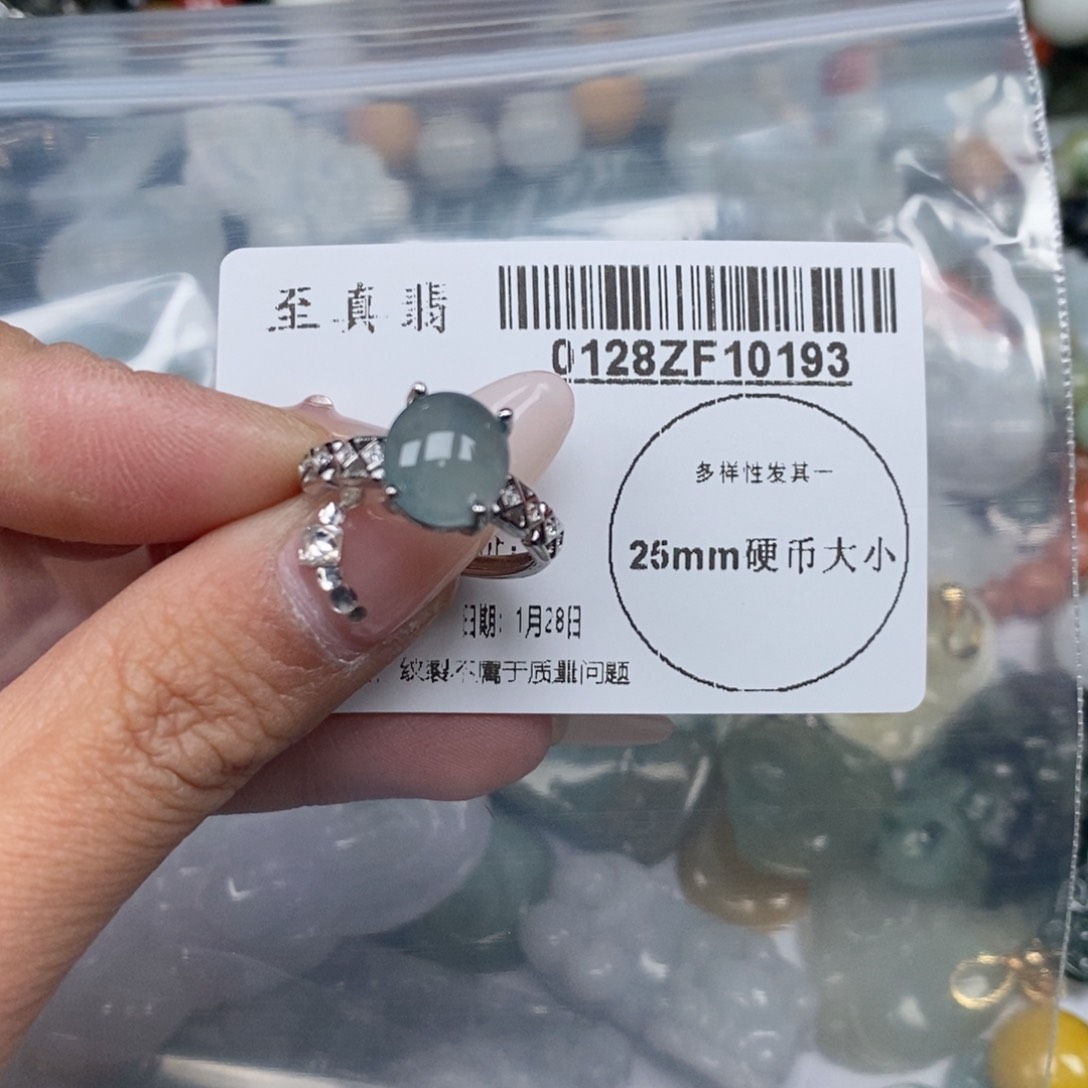 至真翡
0128ZF10193
多样性发其一
25mm硬币大小
日期: 1月28日
纹裂不属于质量问题